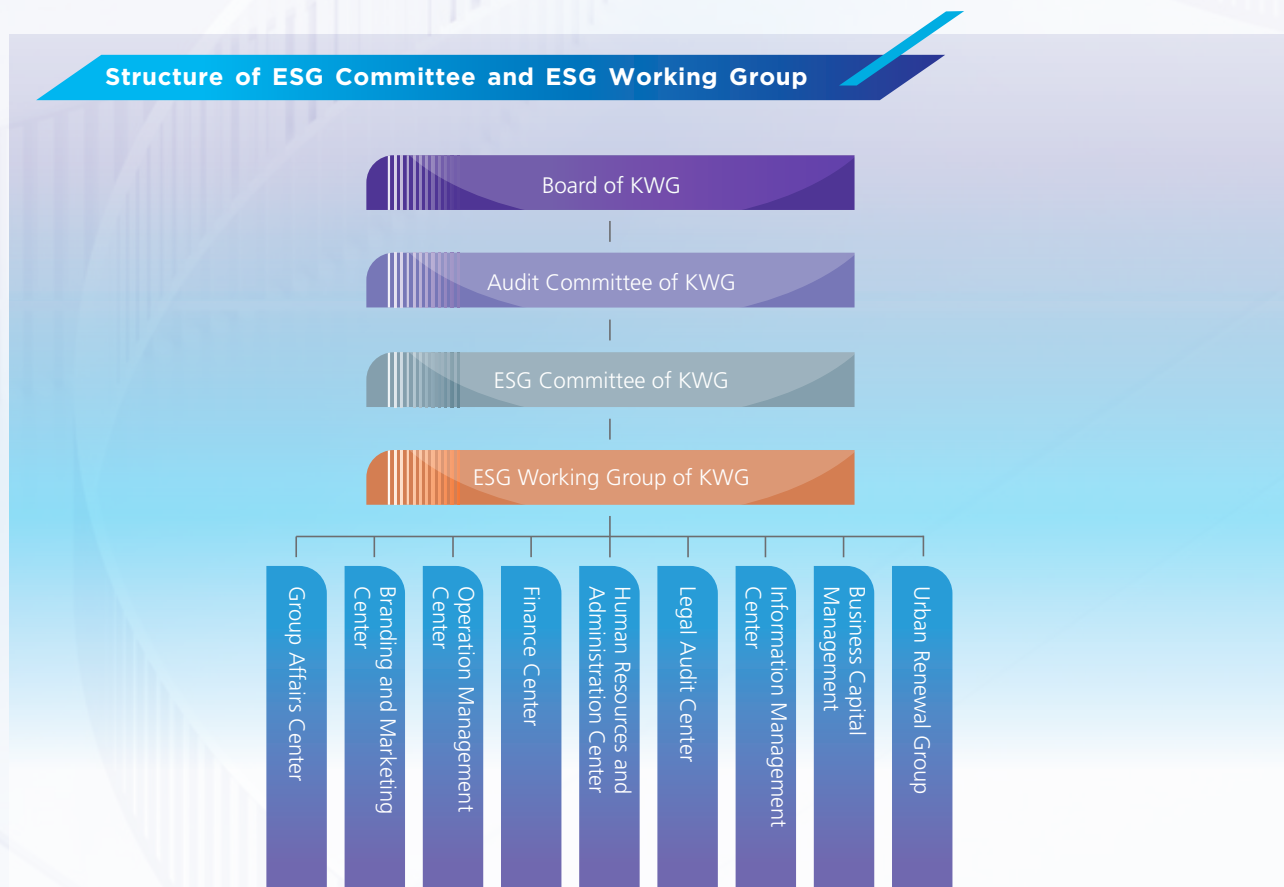 Structure of ESG Committee and ESG Working Group
Board of KWG
Audit Committee of KWG
ESG Committee of KWG
ESG Working Group of KWG
Group Affairs Center
Branding and Marketing
Center
Operation Management
Center
Finance Center
Human Resources and
Administration Center
Legal Audit Center
Information Management
Center
Business Capital
Management
Urban Renewal Group